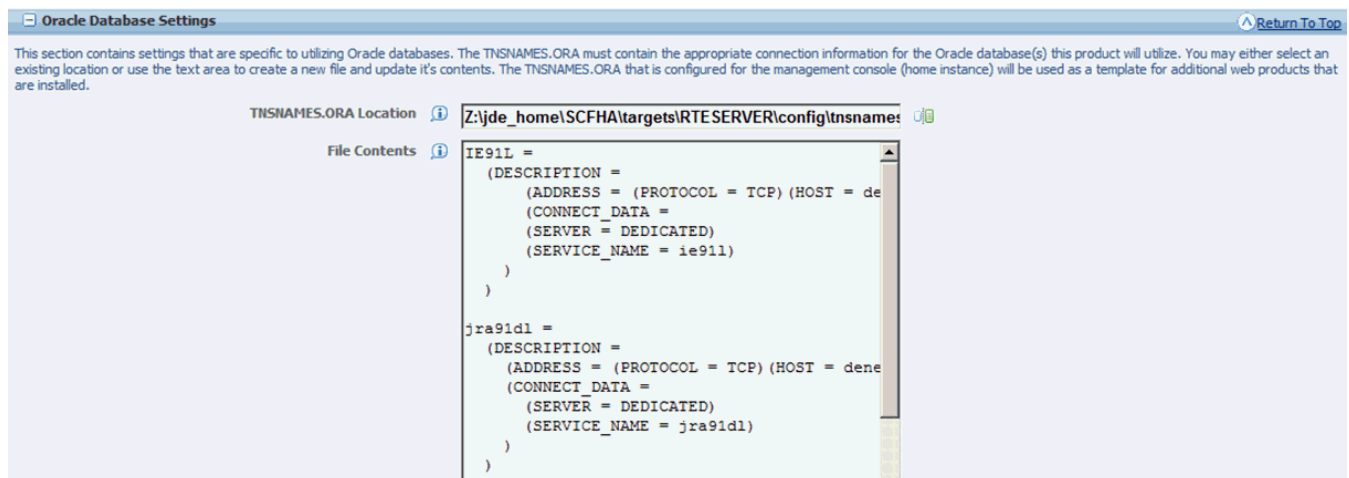 Oracle Database Settings
Return To Top
This section contains settings that are specific to utilizing Oracle databases. The TNSNAMES.ORA must contain the appropriate connection information for the Oracle database(s) this product will utilize. You may either select an
existing location or use the text area to create a new file and update it's contents. The TNSNAMES.ORA that is configured for the management console (home instance) will be used as a template for additional web products that
are installed.
TNSNAMES.ORA Location
Z:\jde_home\SCFHA\targets\RTESERVER\config\tnsnames
File Contents
IE91L =
(DESCRIPTION =
(ADDRESS = (PROTOCOL = TCP)(HOST = de
(CONNECT_DATA =
(SERVER = DEDICATED)
(SERVICE_NAME = ie91l)
)
)
jra91dl =
(DESCRIPTION =
(ADDRESS = (PROTOCOL = TCP)(HOST = dene
(CONNECT_DATA =
(SERVER = DEDICATED)
(SERVICE_NAME = jra91dl)
)
)